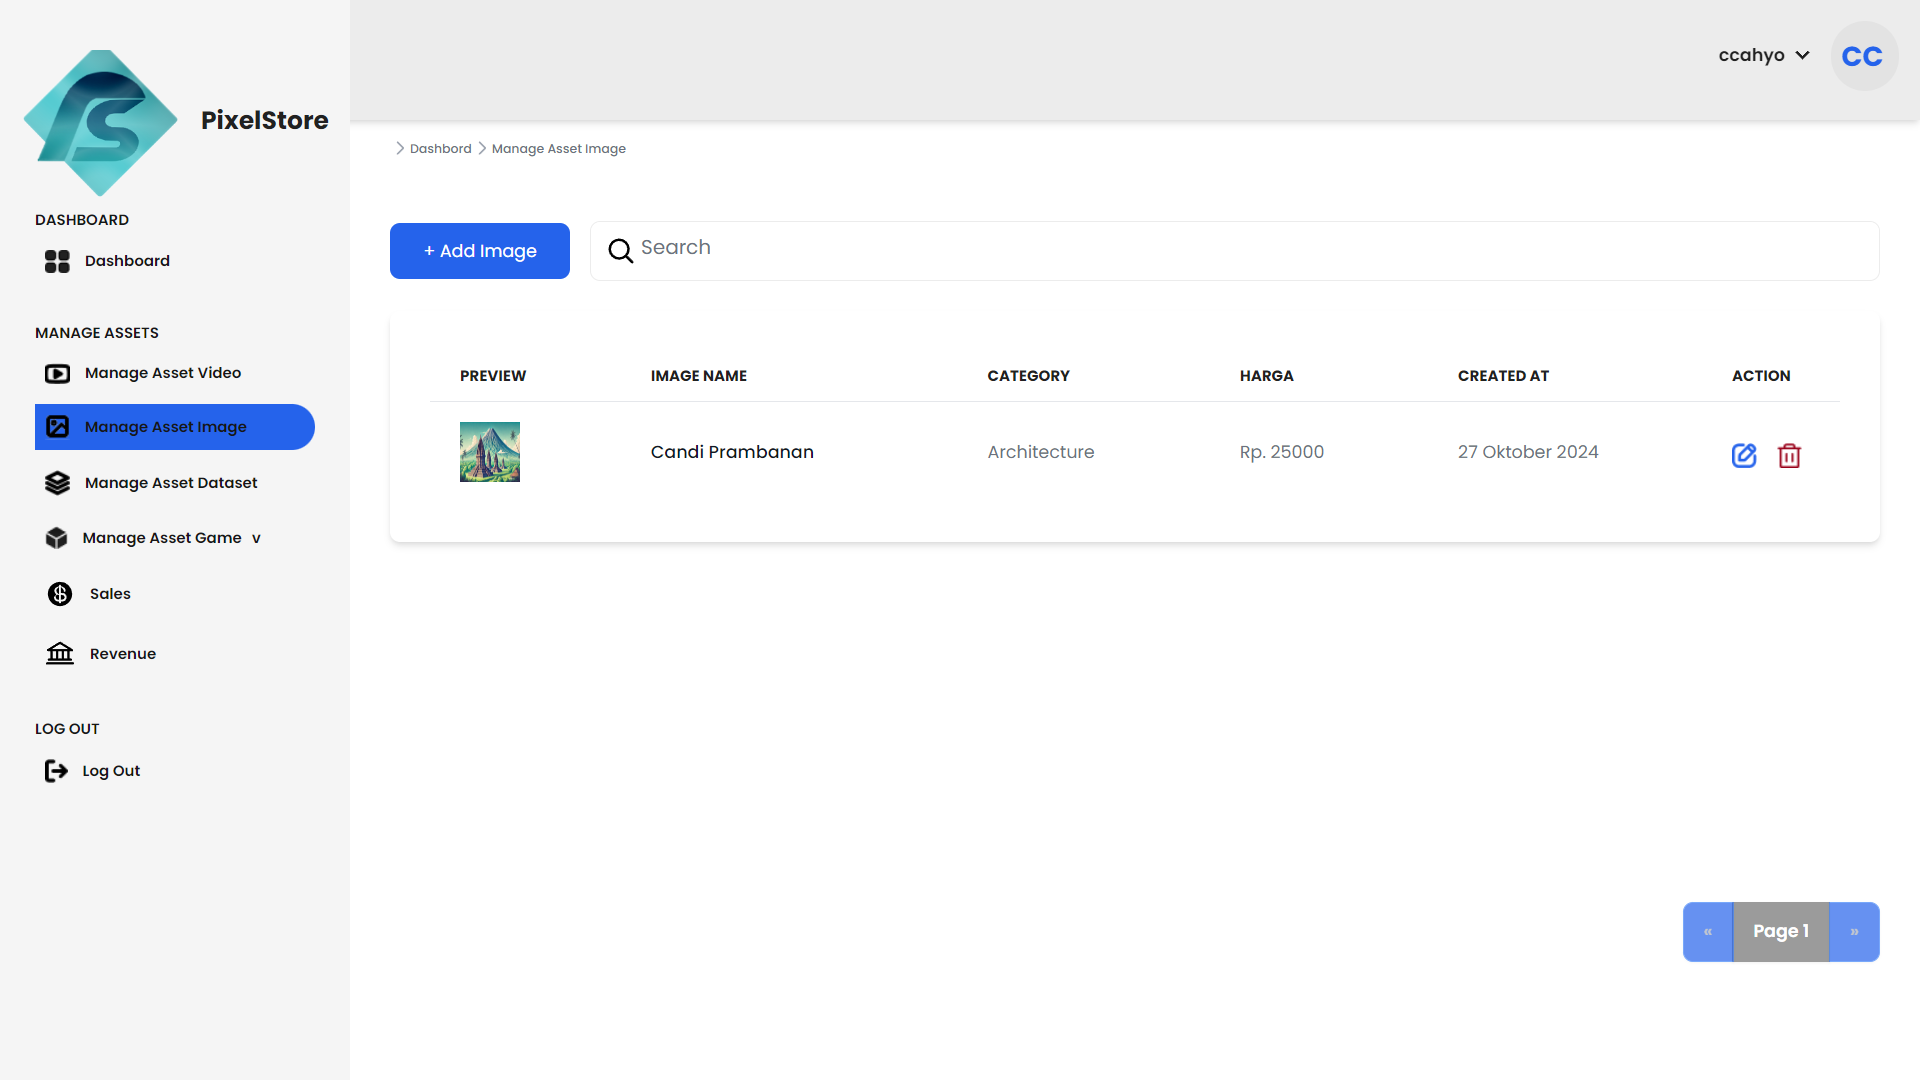 PixelStore
DASHBOARD
Dashboard
MANAGE ASSETS
Manage Asset Video
Manage Asset Image
Manage Asset Dataset
Manage Asset Game v
Sales
Revenue
LOG OUT
Log Out
ccahyo
CC
Dashbord
Manage Asset Image
+ Add Image
Search
PREVIEW IMAGE NAME CATEGORY HARGA CREATED AT ACTION
Candi Prambanan Architecture Rp. 25000 27 Oktober 2024
« Page 1 »